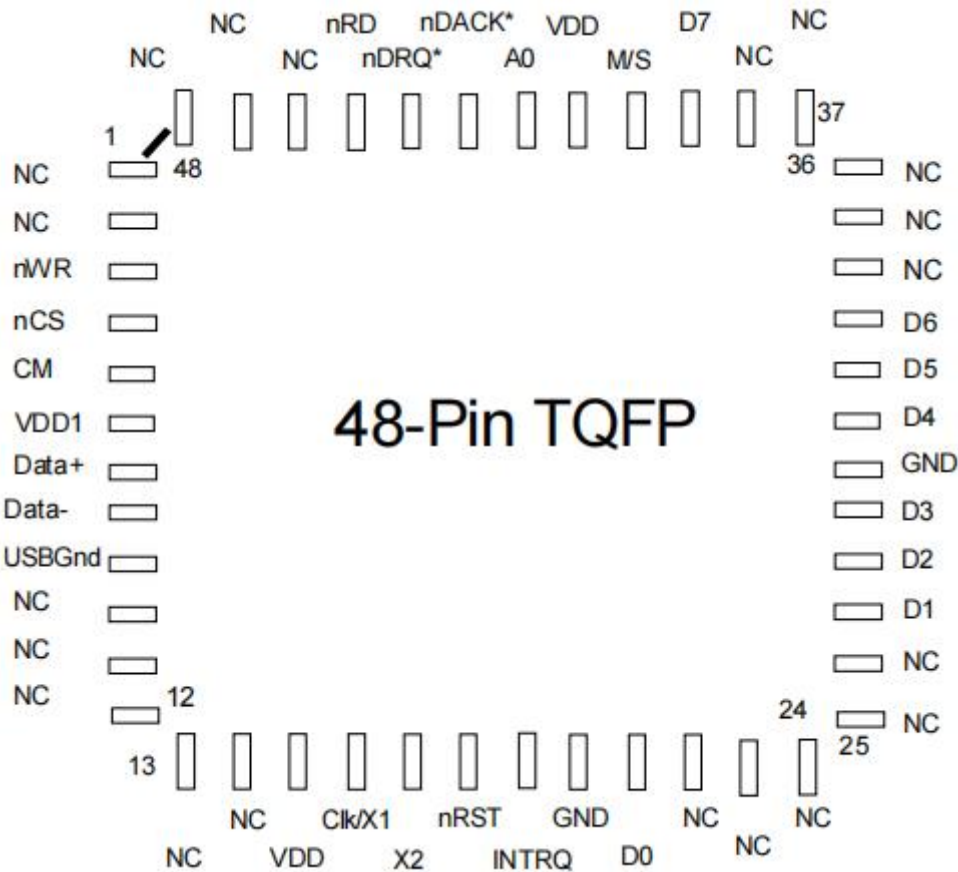 NC nRD nDACK* VDD D7 NC
NC NC nDRQ* A0 M/S NC
1 48 36 37
NC NC
NC NC
nWR NC
nCS D6
CM D5
VDD1 D4
Data+ GND
Data- D3
USBGnd D2
NC D1
NC NC
NC NC
48-Pin TQFP
12 24
13 25
NC Clk/X1 nRST GND NC NC
NC VDD X2 INTRQ D0 NC